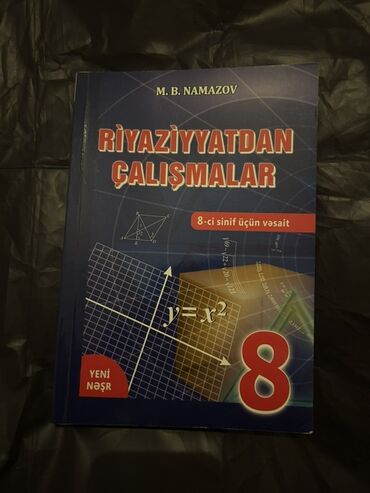 M. B. NAMAZOV
RİYAZİYYATDAN
ÇALIŞMALAR
8-ci sinif üçün vəsait
y=x²
8
YENİ
NƏŞR